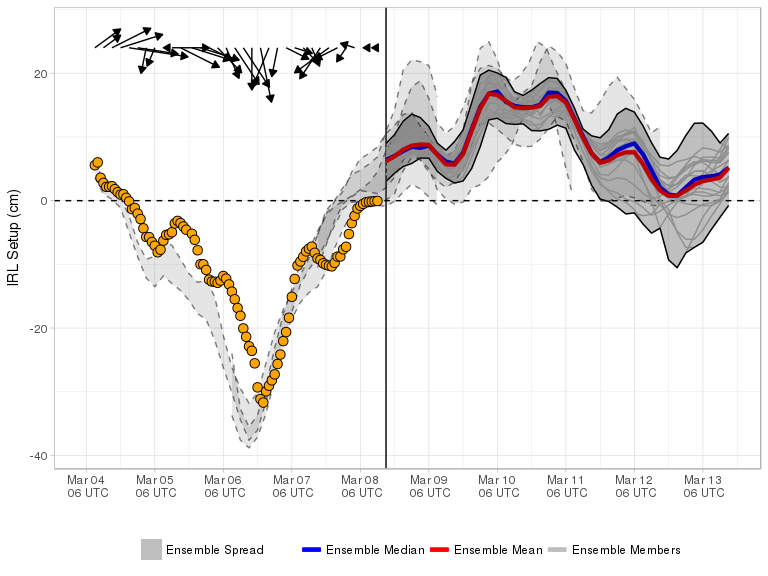 20
0
-20
-40
IRL Setup (cm)
Mar 04 Mar 05 Mar 06 Mar 07 Mar 08 Mar 09 Mar 10 Mar 11 Mar 12 Mar 13
06 UTC 06 UTC 06 UTC 06 UTC 06 UTC 06 UTC 06 UTC 06 UTC 06 UTC 06 UTC
Ensemble Spread Ensemble Median Ensemble Mean Ensemble Members